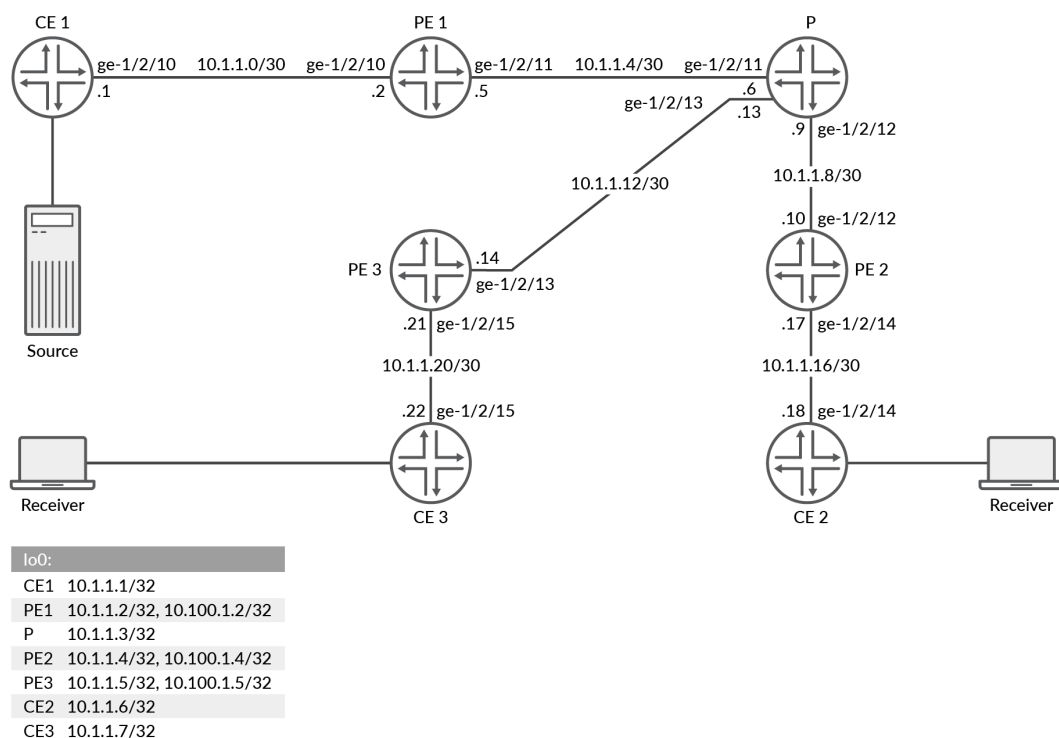 CE 1
PE 1
P
ge-1/2/10
10.1.1.0/30
ge-1/2/10
ge-1/2/11
10.1.1.4/30
ge-1/2/11
.1
.2
.5
.6
ge-1/2/13
.13
.9
ge-1/2/12
10.1.1.8/30
10.1.1.12/30
.10
ge-1/2/12
PE 3
.14
ge-1/2/13
PE 2
Source
.21
ge-1/2/15
.17
ge-1/2/14
10.1.1.20/30
10.1.1.16/30
.22
ge-1/2/15
.18
ge-1/2/14
Receiver
CE 3
CE 2
Receiver
lo0:
CE1 10.1.1.1/32
PE1 10.1.1.2/32, 10.100.1.2/32
P 10.1.1.3/32
PE2 10.1.1.4/32, 10.100.1.4/32
PE3 10.1.1.5/32, 10.100.1.5/32
CE2 10.1.1.6/32
CE3 10.1.1.7/32